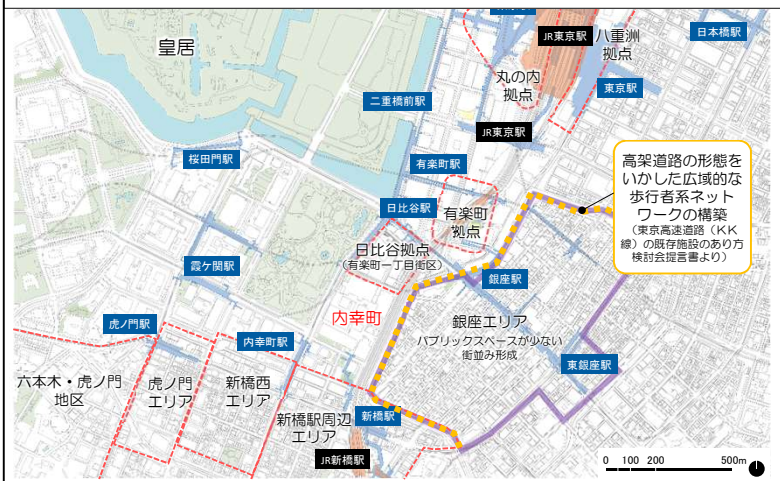 JR東京駅
八重洲
拠点
日本橋駅
皇居
丸の内
拠点
東京駅
二重橋前駅
JR東京駅
桜田門駅
有楽町駅
高架道路の形態を
いかした広域的な
歩行者系ネット
ワークの構築
（東京高速道路（KK
線）の既存施設のあり方
検討会提言書より）
日比谷駅
有楽町
拠点
日比谷拠点
（有楽町一丁目街区）
霞ケ関駅
銀座駅
内幸町
銀座エリア
パブリックスペースが少ない
街並み形成
虎ノ門駅
内幸町駅
東銀座駅
六本木・虎ノ門
地区
虎ノ門
エリア
新橋西
エリア
新橋駅周辺
エリア
新橋駅
JR新橋駅
0 100 200 500m